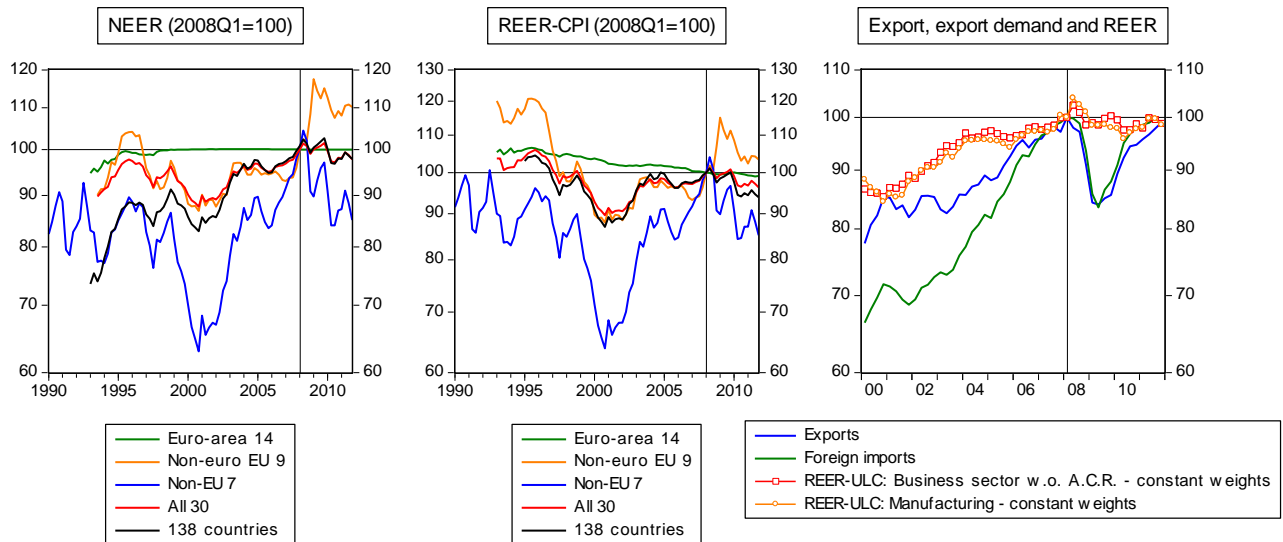 NEER (2008Q1=100)
120 120
110 110
100 100
90 90
80 80
70 70
60 60
1990 1995 2000 2005 2010
Euro-area 14
Non-euro EU 9
Non-EU 7
All 30
138 countries
REER-CPI (2008Q1=100)
130 130
120 120
110 110
100 100
90 90
80 80
70 70
60 60
1990 1995 2000 2005 2010
Euro-area 14
Non-euro EU 9
Non-EU 7
All 30
138 countries
Export, export demand and REER
110 110
100 100
90 90
80 80
70 70
60 60
00 02 04 06 08 10
Exports
Foreign imports
REER-ULC: Business sector w.o. A.C.R. - constant weights
REER-ULC: Manufacturing - constant weights